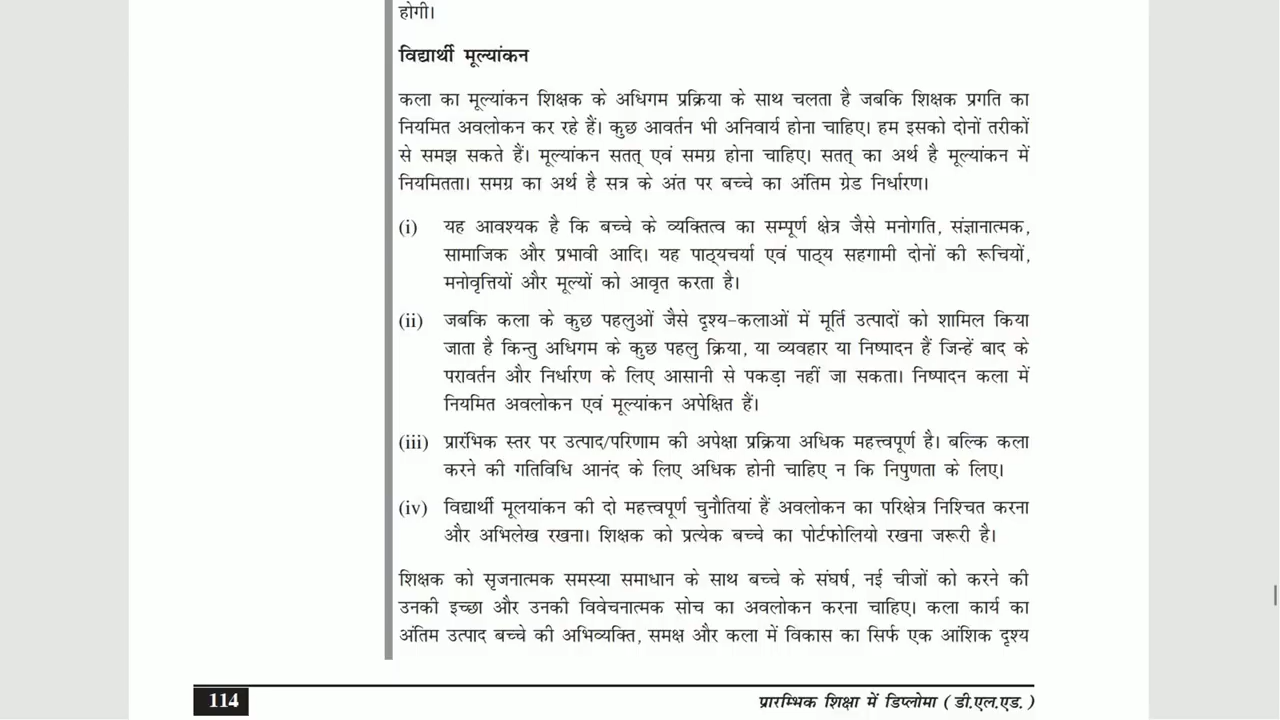 होगी।
विद्यार्थी मूल्यांकन
कला का मूल्यांकन शिक्षक के अधिगम प्रक्रिया के साथ चलता है जबकि शिक्षक प्रगति का
नियमित अवलोकन कर रहे हैं। कुछ आवर्तन भी अनिवार्य होना चाहिए। हम इसको दोनों तरीकों
से समझ सकते हैं। मूल्यांकन सतत् एवं समग्र होना चाहिए। सतत् का अर्थ है मूल्यांकन में
नियमितता। समग्र का अर्थ है सत्र के अंत पर बच्चे का अंतिम ग्रेड निर्धारण।
(i) यह आवश्यक है कि बच्चे के व्यक्तित्व का सम्पूर्ण क्षेत्र जैसे मनोगति, संज्ञानात्मक,
सामाजिक और प्रभावी आदि। यह पाठ्यचर्या एवं पाठ्य सहगामी दोनों की रूचियों,
मनोवृत्तियों और मूल्यों को आवृत करता है।
(ii) जबकि कला के कुछ पहलुओं जैसे दृश्य-कलाओं में मूर्ति उत्पादों को शामिल किया
जाता है किन्तु अधिगम के कुछ पहलु क्रिया, या व्यवहार या निष्पादन हैं जिन्हें बाद के
परावर्तन और निर्धारण के लिए आसानी से पकड़ा नहीं जा सकता। निष्पादन कला में
नियमित अवलोकन एवं मूल्यांकन अपेक्षित हैं।
(iii) प्रारंभिक स्तर पर उत्पाद/परिणाम की अपेक्षा प्रक्रिया अधिक महत्त्वपूर्ण है। बल्कि कला
करने की गतिविधि आनंद के लिए अधिक होनी चाहिए न कि निपुणता के लिए।
(iv) विद्यार्थी मूलयांकन की दो महत्त्वपूर्ण चुनौतियां हैं अवलोकन का परिक्षेत्र निश्चित करना
और अभिलेख रखना। शिक्षक को प्रत्येक बच्चे का पोर्टफोलियो रखना जरूरी है।
शिक्षक को सृजनात्मक समस्या समाधान के साथ बच्चे के संघर्ष, नई चीजों को करने की
उनकी इच्छा और उनकी विवेचनात्मक सोच का अवलोकन करना चाहिए। कला कार्य का
अंतिम उत्पाद बच्चे की अभिव्यक्ति, समक्ष और कला में विकास का सिर्फ एक आंशिक दृश्य
114 प्रारम्भिक शिक्षा में डिप्लोमा ( डी.एल.एड. )